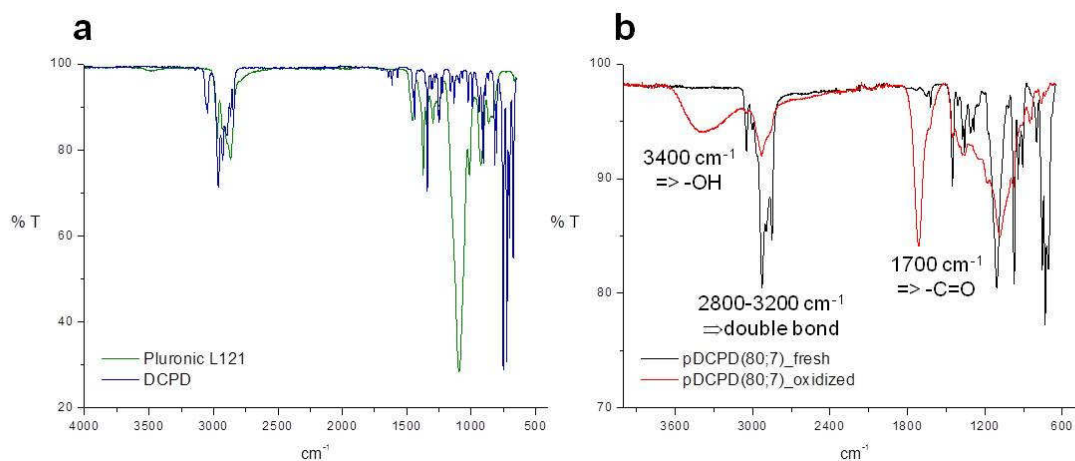 a
100
80
60
40
20
% T
Pluronic L121
DCPD
4000 3500 3000 2500 2000 1500 1000 500
cm-1
b
100
90
80
70
% T
3400 cm-1
=> -OH
2800-3200 cm-1
⇒double bond
1700 cm-1
=> -C=O
pDCPD(80;7)_fresh
pDCPD(80;7)_oxidized
3600 3000 2400 1800 1200 600
cm-1